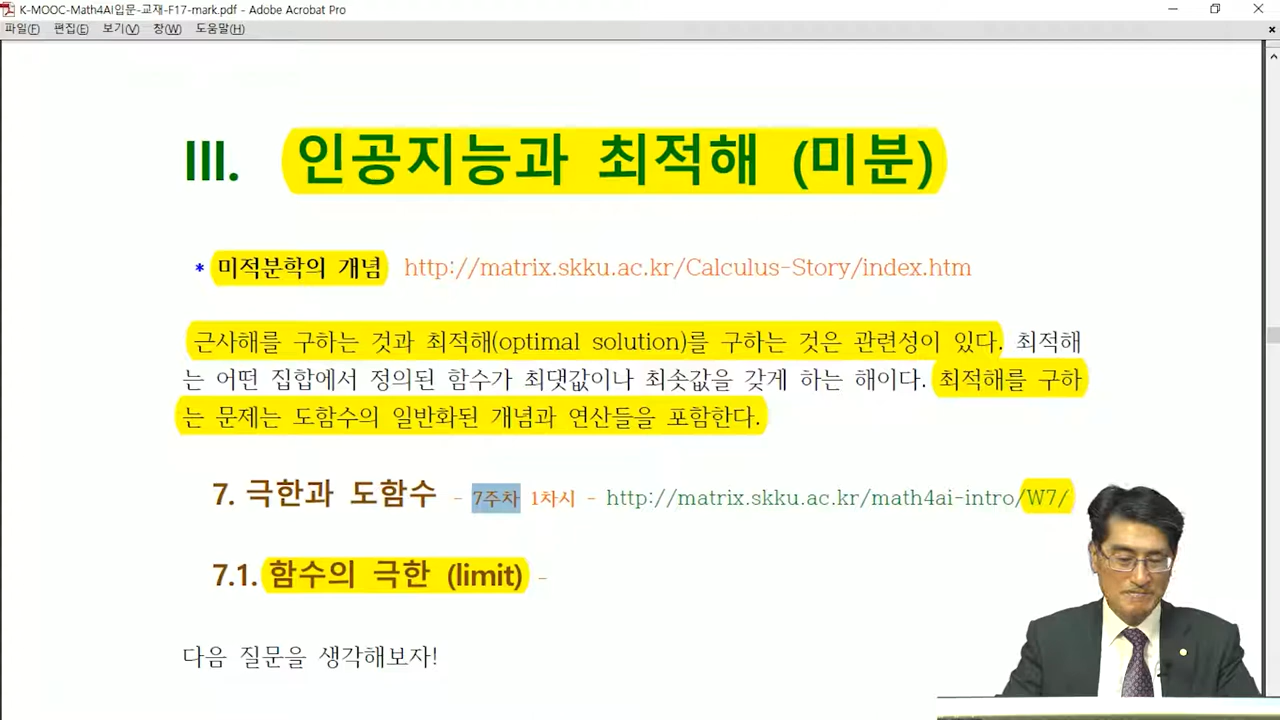 K-MOOC-Math4AI입문-교재-F17-mark.pdf - Adobe Acrobat Pro
파일(F) 편집(E) 보기(V) 창(W) 도움말(H)
III. 인공지능과 최적해 (미분)
* 미적분학의 개념 http://matrix.skku.ac.kr/Calculus-Story/index.htm
근사해를 구하는 것과 최적해(optimal solution)를 구하는 것은 관련성이 있다. 최적해
는 어떤 집합에서 정의된 함수가 최댓값이나 최솟값을 갖게 하는 해이다. 최적해를 구하
는 문제는 도함수의 일반화된 개념과 연산들을 포함한다.
7. 극한과 도함수 - 7주차 1차시 - http://matrix.skku.ac.kr/math4ai-intro/W7/
7.1. 함수의 극한 (limit) -
다음 질문을 생각해보자!